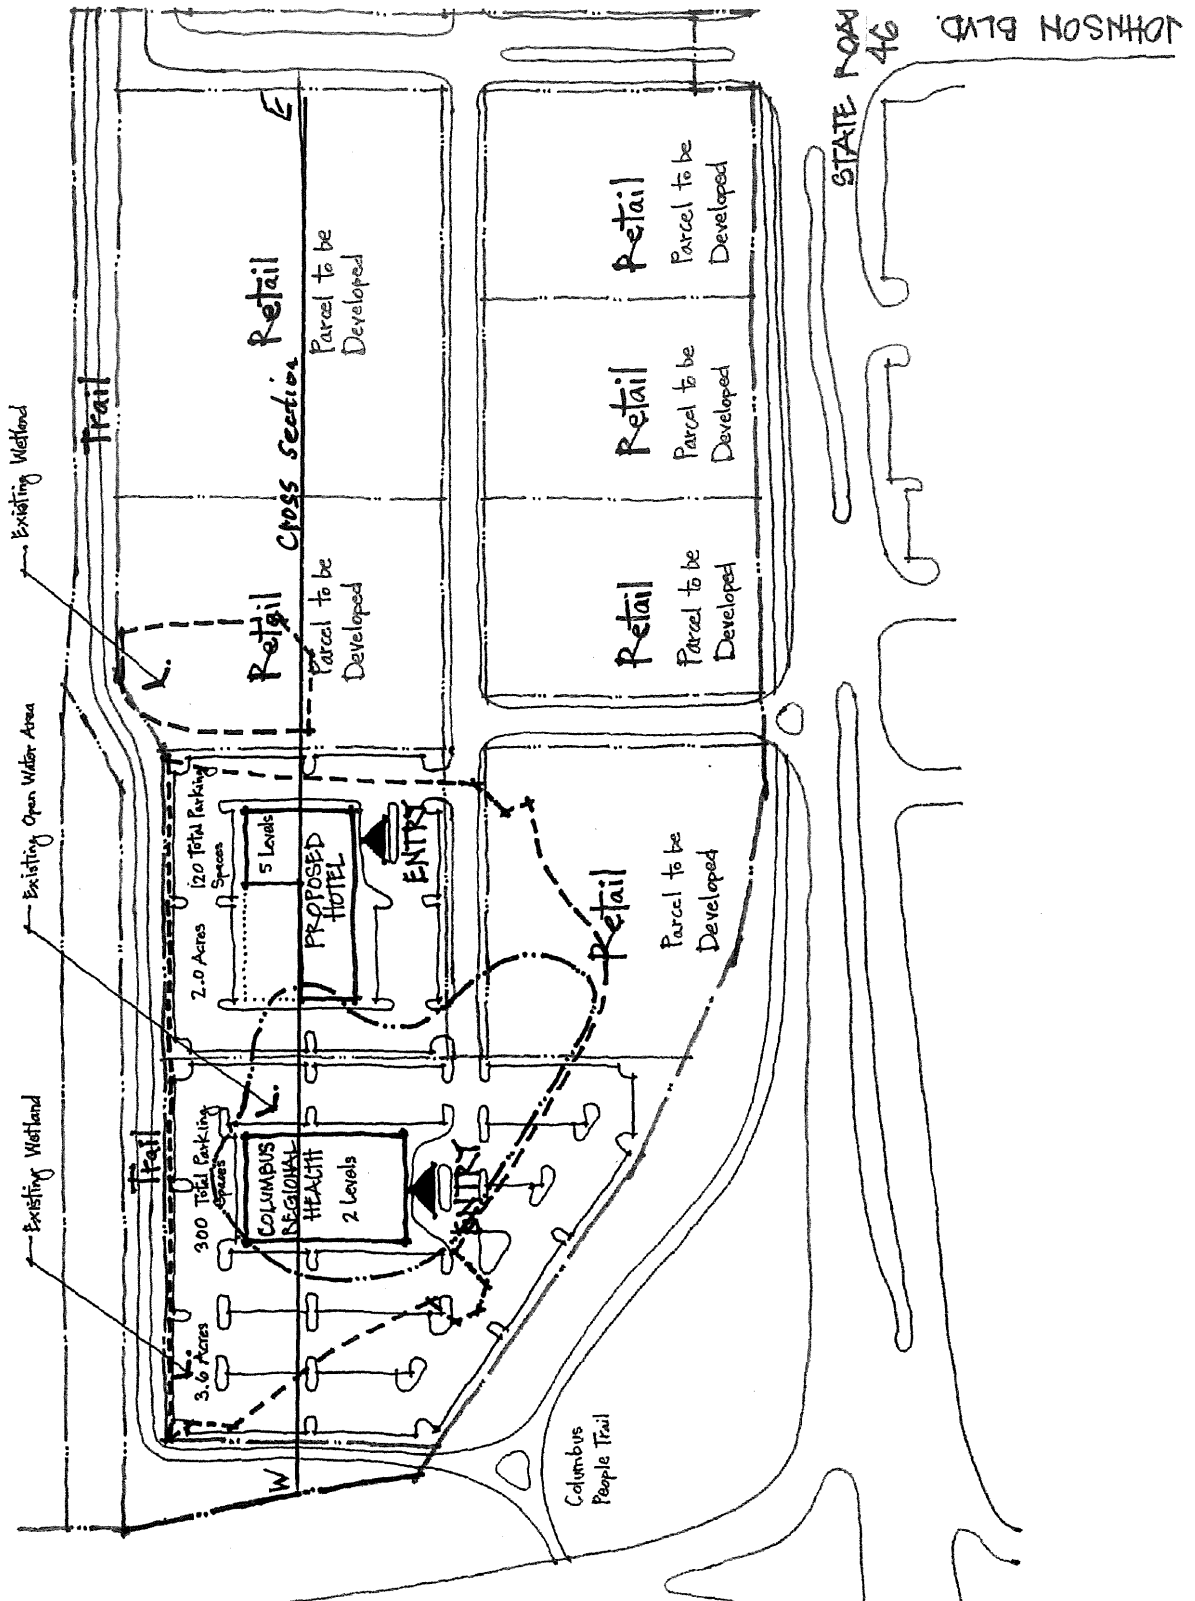 JOHNSON BLVD.
STATE ROAD
46
Existing Wetland
Existing Open Water Area
Existing Wetland
Trail
Trail
E
Cross Section
W
Retail
Parcel to be
Developed
Retail
Parcel to be
Developed
Retail
Parcel to be
Developed
Retail
Parcel to be
Developed
Retail
Parcel to be
Developed
Retail
Parcel to be
Developed
2.0 Acres
120 Total Parking
Spaces
5 Levels
PROPOSED
HOTEL
ENTRY
3.6 Acres
300 Total Parking
Spaces
COLUMBUS
REGIONAL
HEALTH
2 Levels
ENTRY
Columbus
People Trail